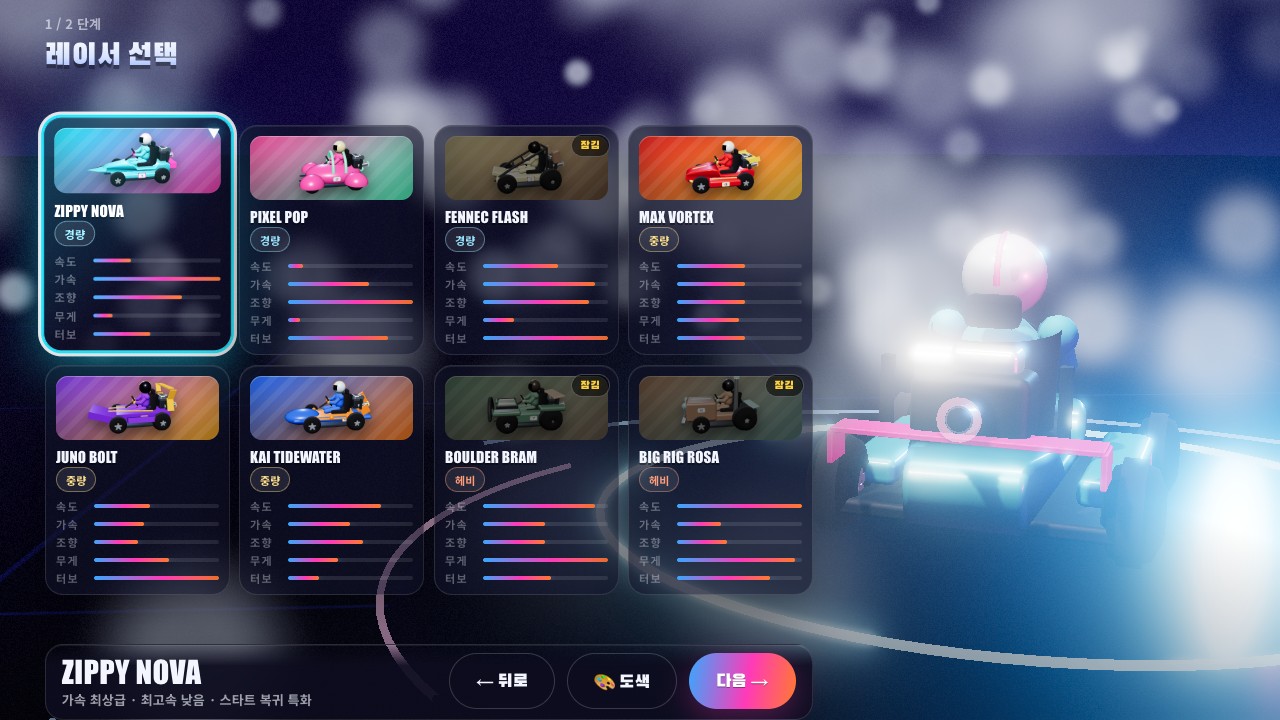 1 / 2 단계
레이서 선택
ZIPPY NOVA
경량
속도
가속
조향
무게
터보
PIXEL POP
경량
속도
가속
조향
무게
터보
잠김
FENNEC FLASH
경량
속도
가속
조향
무게
터보
MAX VORTEX
중량
속도
가속
조향
무게
터보
JUNO BOLT
중량
속도
가속
조향
무게
터보
KAI TIDEWATER
중량
속도
가속
조향
무게
터보
잠김
BOULDER BRAM
헤비
속도
가속
조향
무게
터보
잠김
BIG RIG ROSA
헤비
속도
가속
조향
무게
터보
ZIPPY NOVA
가속 최상급 · 최고속 낮음 · 스타트 복귀 특화
← 뒤로
🎨 도색
다음 →